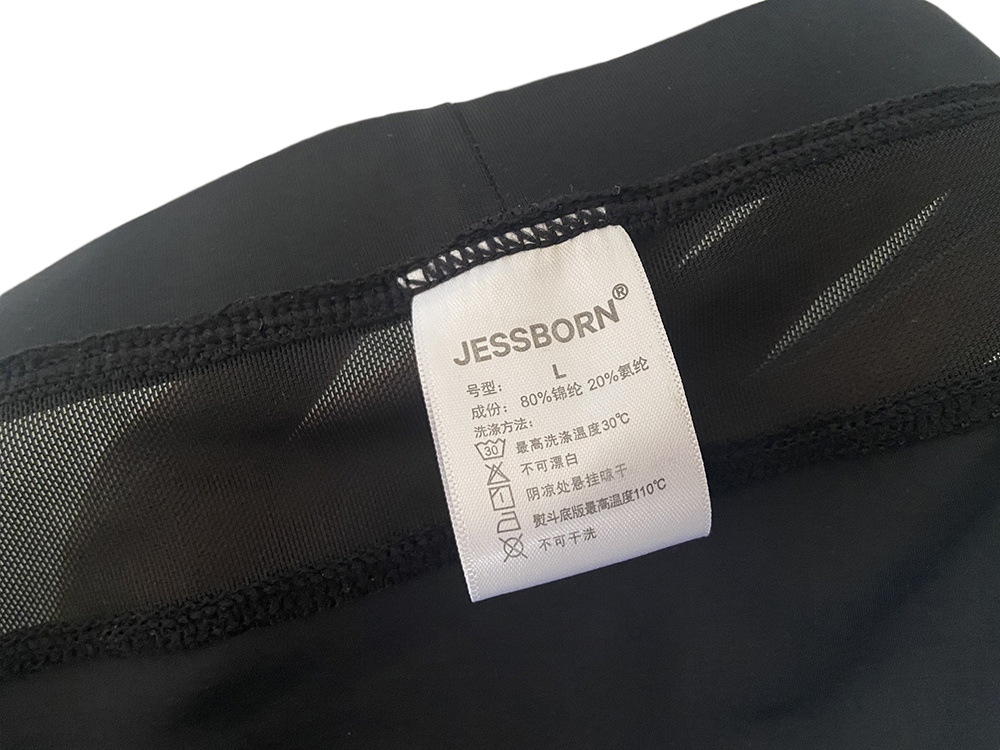 JESSBORN®
号型： L
成份： 80%锦纶 20%氨纶
洗涤方法：
30 最高洗涤温度30℃
不可漂白
阴凉处悬挂晾干
熨斗底版最高温度110℃
不可干洗